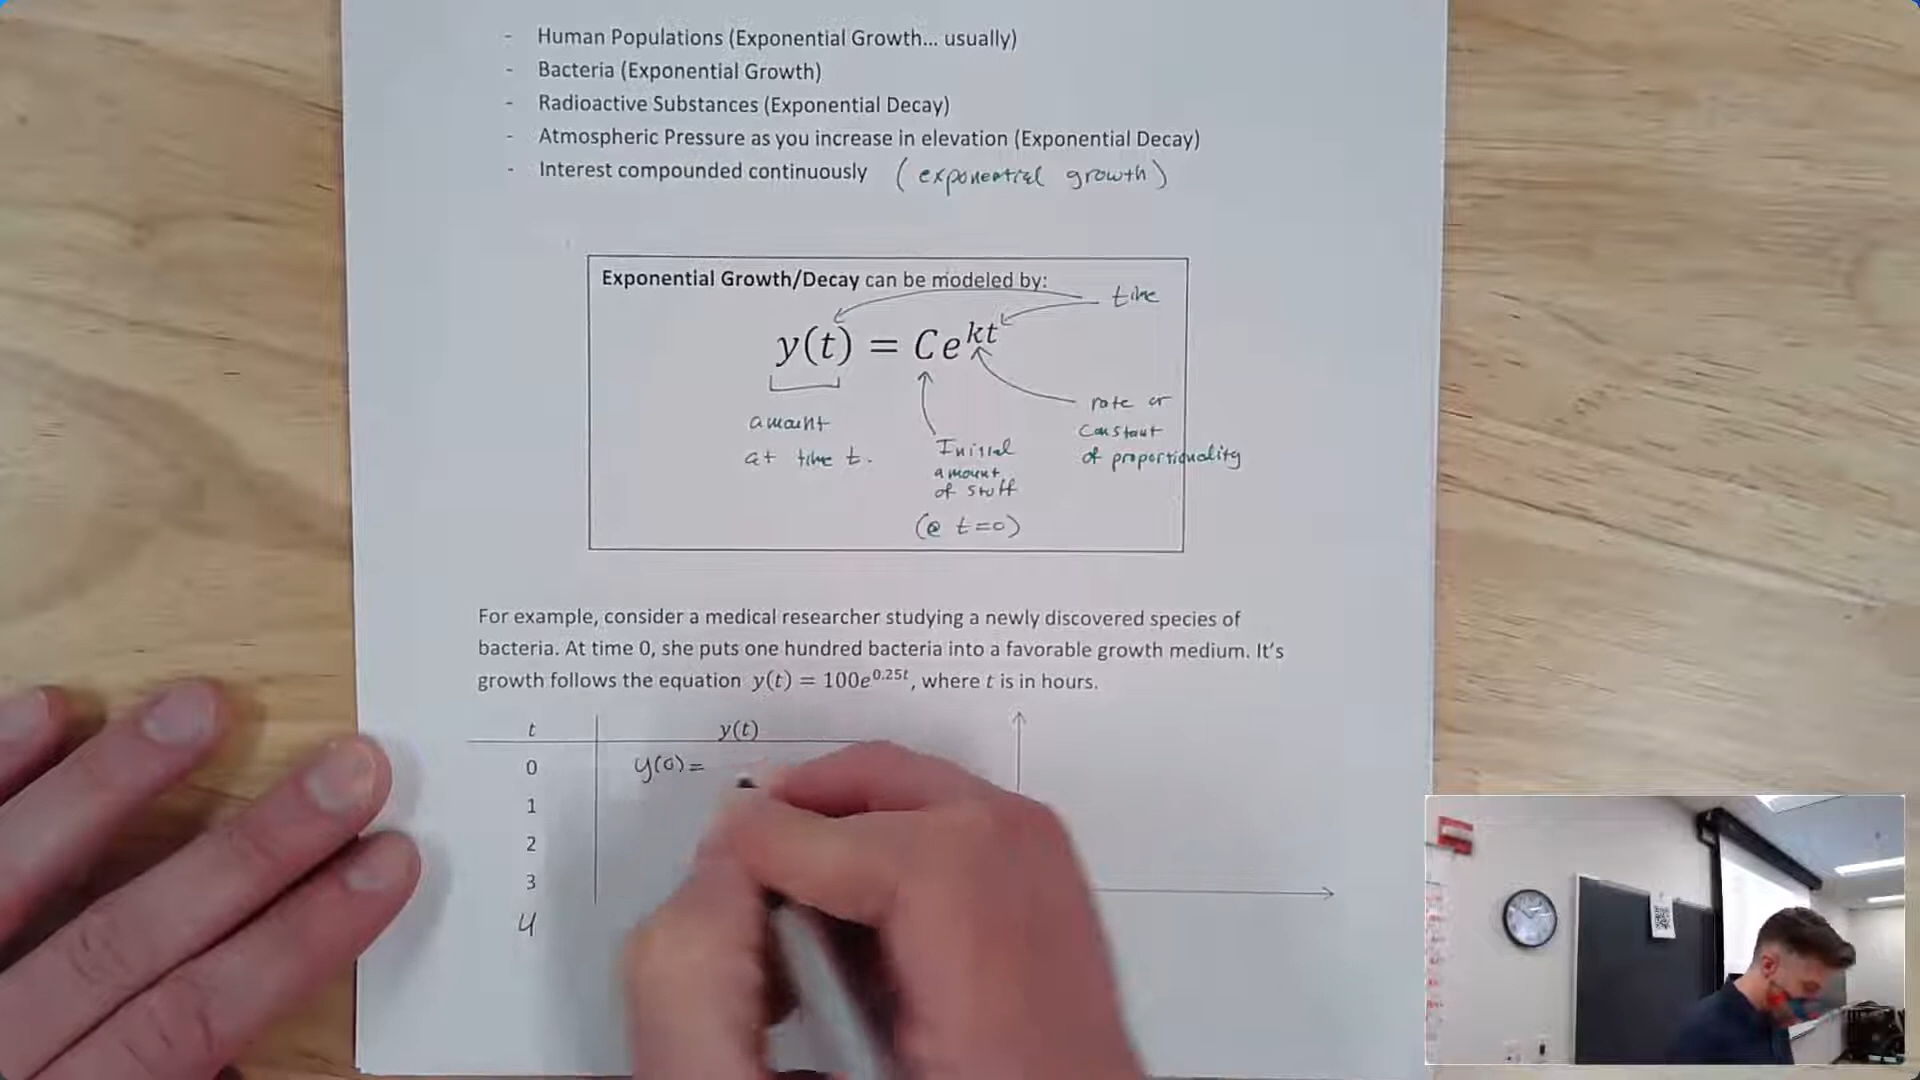 - Human Populations (Exponential Growth... usually)
- Bacteria (Exponential Growth)
- Radioactive Substances (Exponential Decay)
- Atmospheric Pressure as you increase in elevation (Exponential Decay)
- Interest compounded continuously (exponential growth)
Exponential Growth/Decay can be modeled by:
time
y(t) = Ce^{kt}
amount
at time t.
Initial
amount
of stuff
(@ t=0)
rate or
constant
of proportionality
For example, consider a medical researcher studying a newly discovered species of
bacteria. At time 0, she puts one hundred bacteria into a favorable growth medium. It's
growth follows the equation y(t) = 100e^{0.25t}, where t is in hours.
t y(t)
0 y(0)=
1
2
3
4